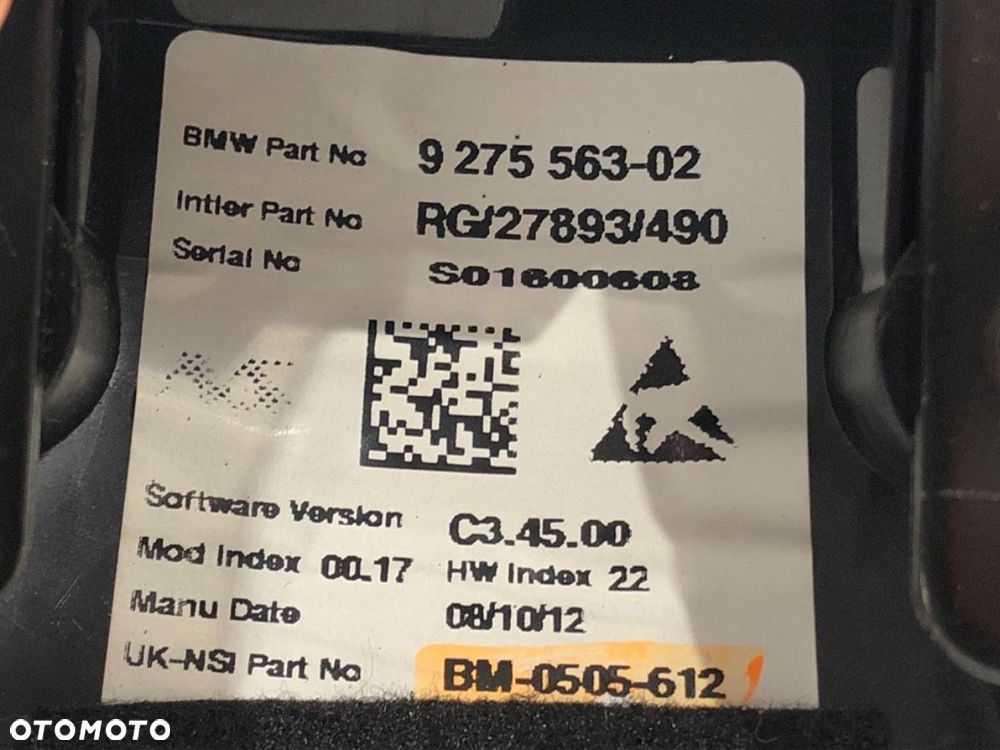 BMW Part No 9 275 563-02
Intier Part No RG/27893/490
Serial No S01600608
Software Version C3.45.00
Mod Index 00.17 HW Index 22
Manu Date 08/10/12
UK-NSI Part No BM-0505-612
OTOMOTO